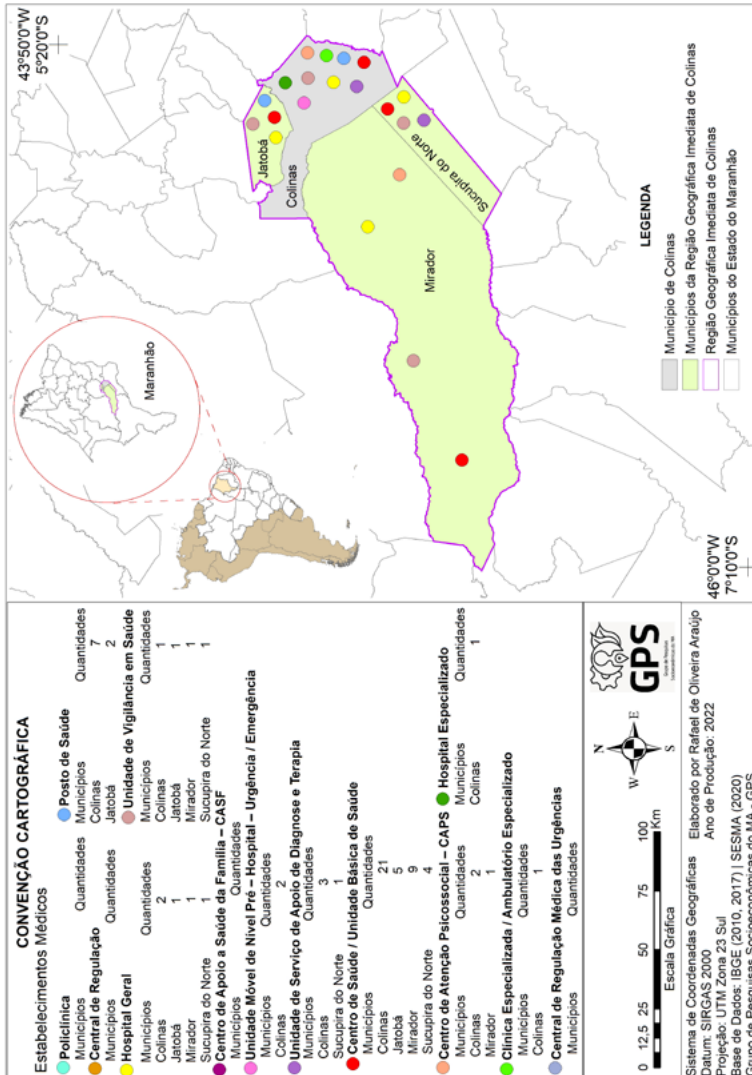 CONVENÇÃO CARTOGRÁFICA
Estabelecimentos Médicos
Policlínica
Municípios Quantidades
Central de Regulação
Municípios Quantidades
Hospital Geral
Municípios Quantidades
Colinas 2
Jatobá 1
Mirador 1
Sucupira do Norte 1
Centro de Apoio a Saúde da Família – CASF
Municípios Quantidades
Unidade Móvel de Nível Pré – Hospital – Urgência / Emergência
Municípios Quantidades
Colinas 2
Unidade de Serviço de Apoio de Diagnose e Terapia
Municípios Quantidades
Colinas 3
Sucupira do Norte 1
Centro de Saúde / Unidade Básica de Saúde
Municípios Quantidades
Colinas 21
Jatobá 5
Mirador 9
Sucupira do Norte 4
Centro de Atenção Psicossocial – CAPS
Municípios Quantidades
Colinas 2
Mirador 1
Clínica Especializada / Ambulatório Especializado
Municípios Quantidades
Colinas 1
Central de Regulação Médica das Urgências
Municípios Quantidades
Posto de Saúde
Municípios Quantidades
Colinas 7
Jatobá 2
Unidade de Vigilância em Saúde
Municípios Quantidades
Colinas 1
Jatobá 1
Mirador 1
Sucupira do Norte 1
Hospital Especializado
Municípios Quantidades
Colinas 1
0 12,5 25 50 75 100
Km
Escala Gráfica
N
W E
S
GPS
Sistema de Coordenadas Geográficas
Datum: SIRGAS 2000
Projeção: UTM Zona 23 Sul
Base de Dados: IBGE (2010, 2017) | SESMA (2020)
Grupo de Pesquisas Socioeconômicas do MA - GPS
Elaborado por Rafael de Oliveira Araújo
Ano de Produção: 2022
43º50'0"W
5º20'0"S
Maranhão
Jatobá
Colinas
Sucupira do Norte
Mirador
46º0'0"W
7º10'0"S
LEGENDA
Município de Colinas
Municípios da Região Geográfica Imediata de Colinas
Região Geográfica Imediata de Colinas
Municípios do Estado do Maranhão